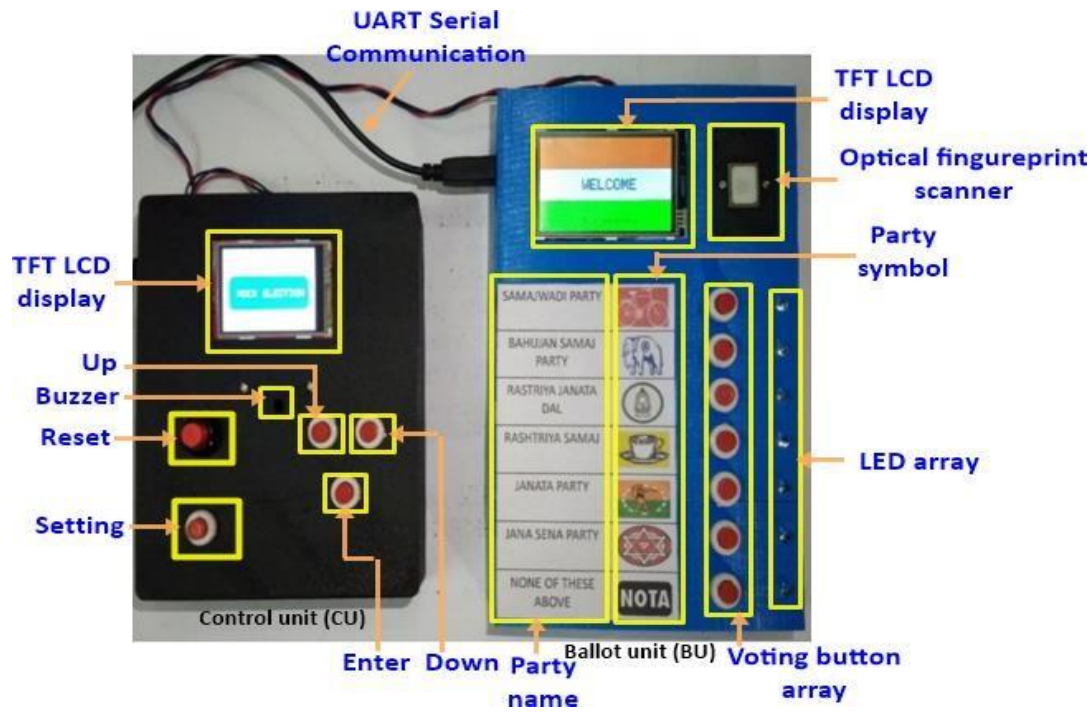 UART Serial
Communication
TFT LCD
display
Optical fingureprint
scanner
Party
symbol
WELCOME
TFT LCD
display
MOCK ELECTION
Up
Buzzer
Reset
Setting
SAMAJWADI PARTY
BAHUJAN SAMAJ
PARTY
RASTRIYA JANATA
DAL
RASHTRIYA SAMAJ
JANATA PARTY
JANA SENA PARTY
NONE OF THESE
ABOVE
NOTA
LED array
Control unit (CU)
Ballot unit (BU)
Enter
Down
Party
name
Voting button
array